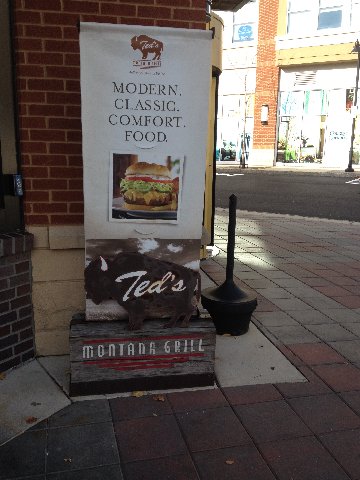 Ted's
MODERN.
CLASSIC.
COMFORT.
FOOD.
Ted's
MONTANA GRILL